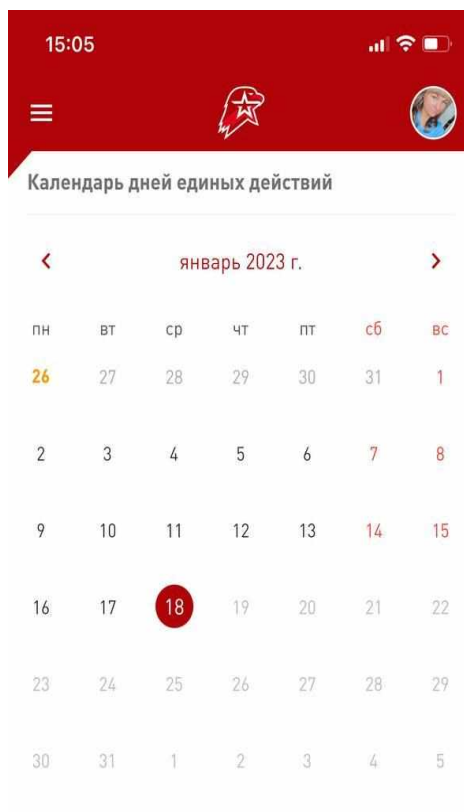 15:05
Календарь дней единых действий
январь 2023 г.
пн вт ср чт пт сб вс
26 27 28 29 30 31 1
2 3 4 5 6 7 8
9 10 11 12 13 14 15
16 17 18 19 20 21 22
23 24 25 26 27 28 29
30 31 1 2 3 4 5